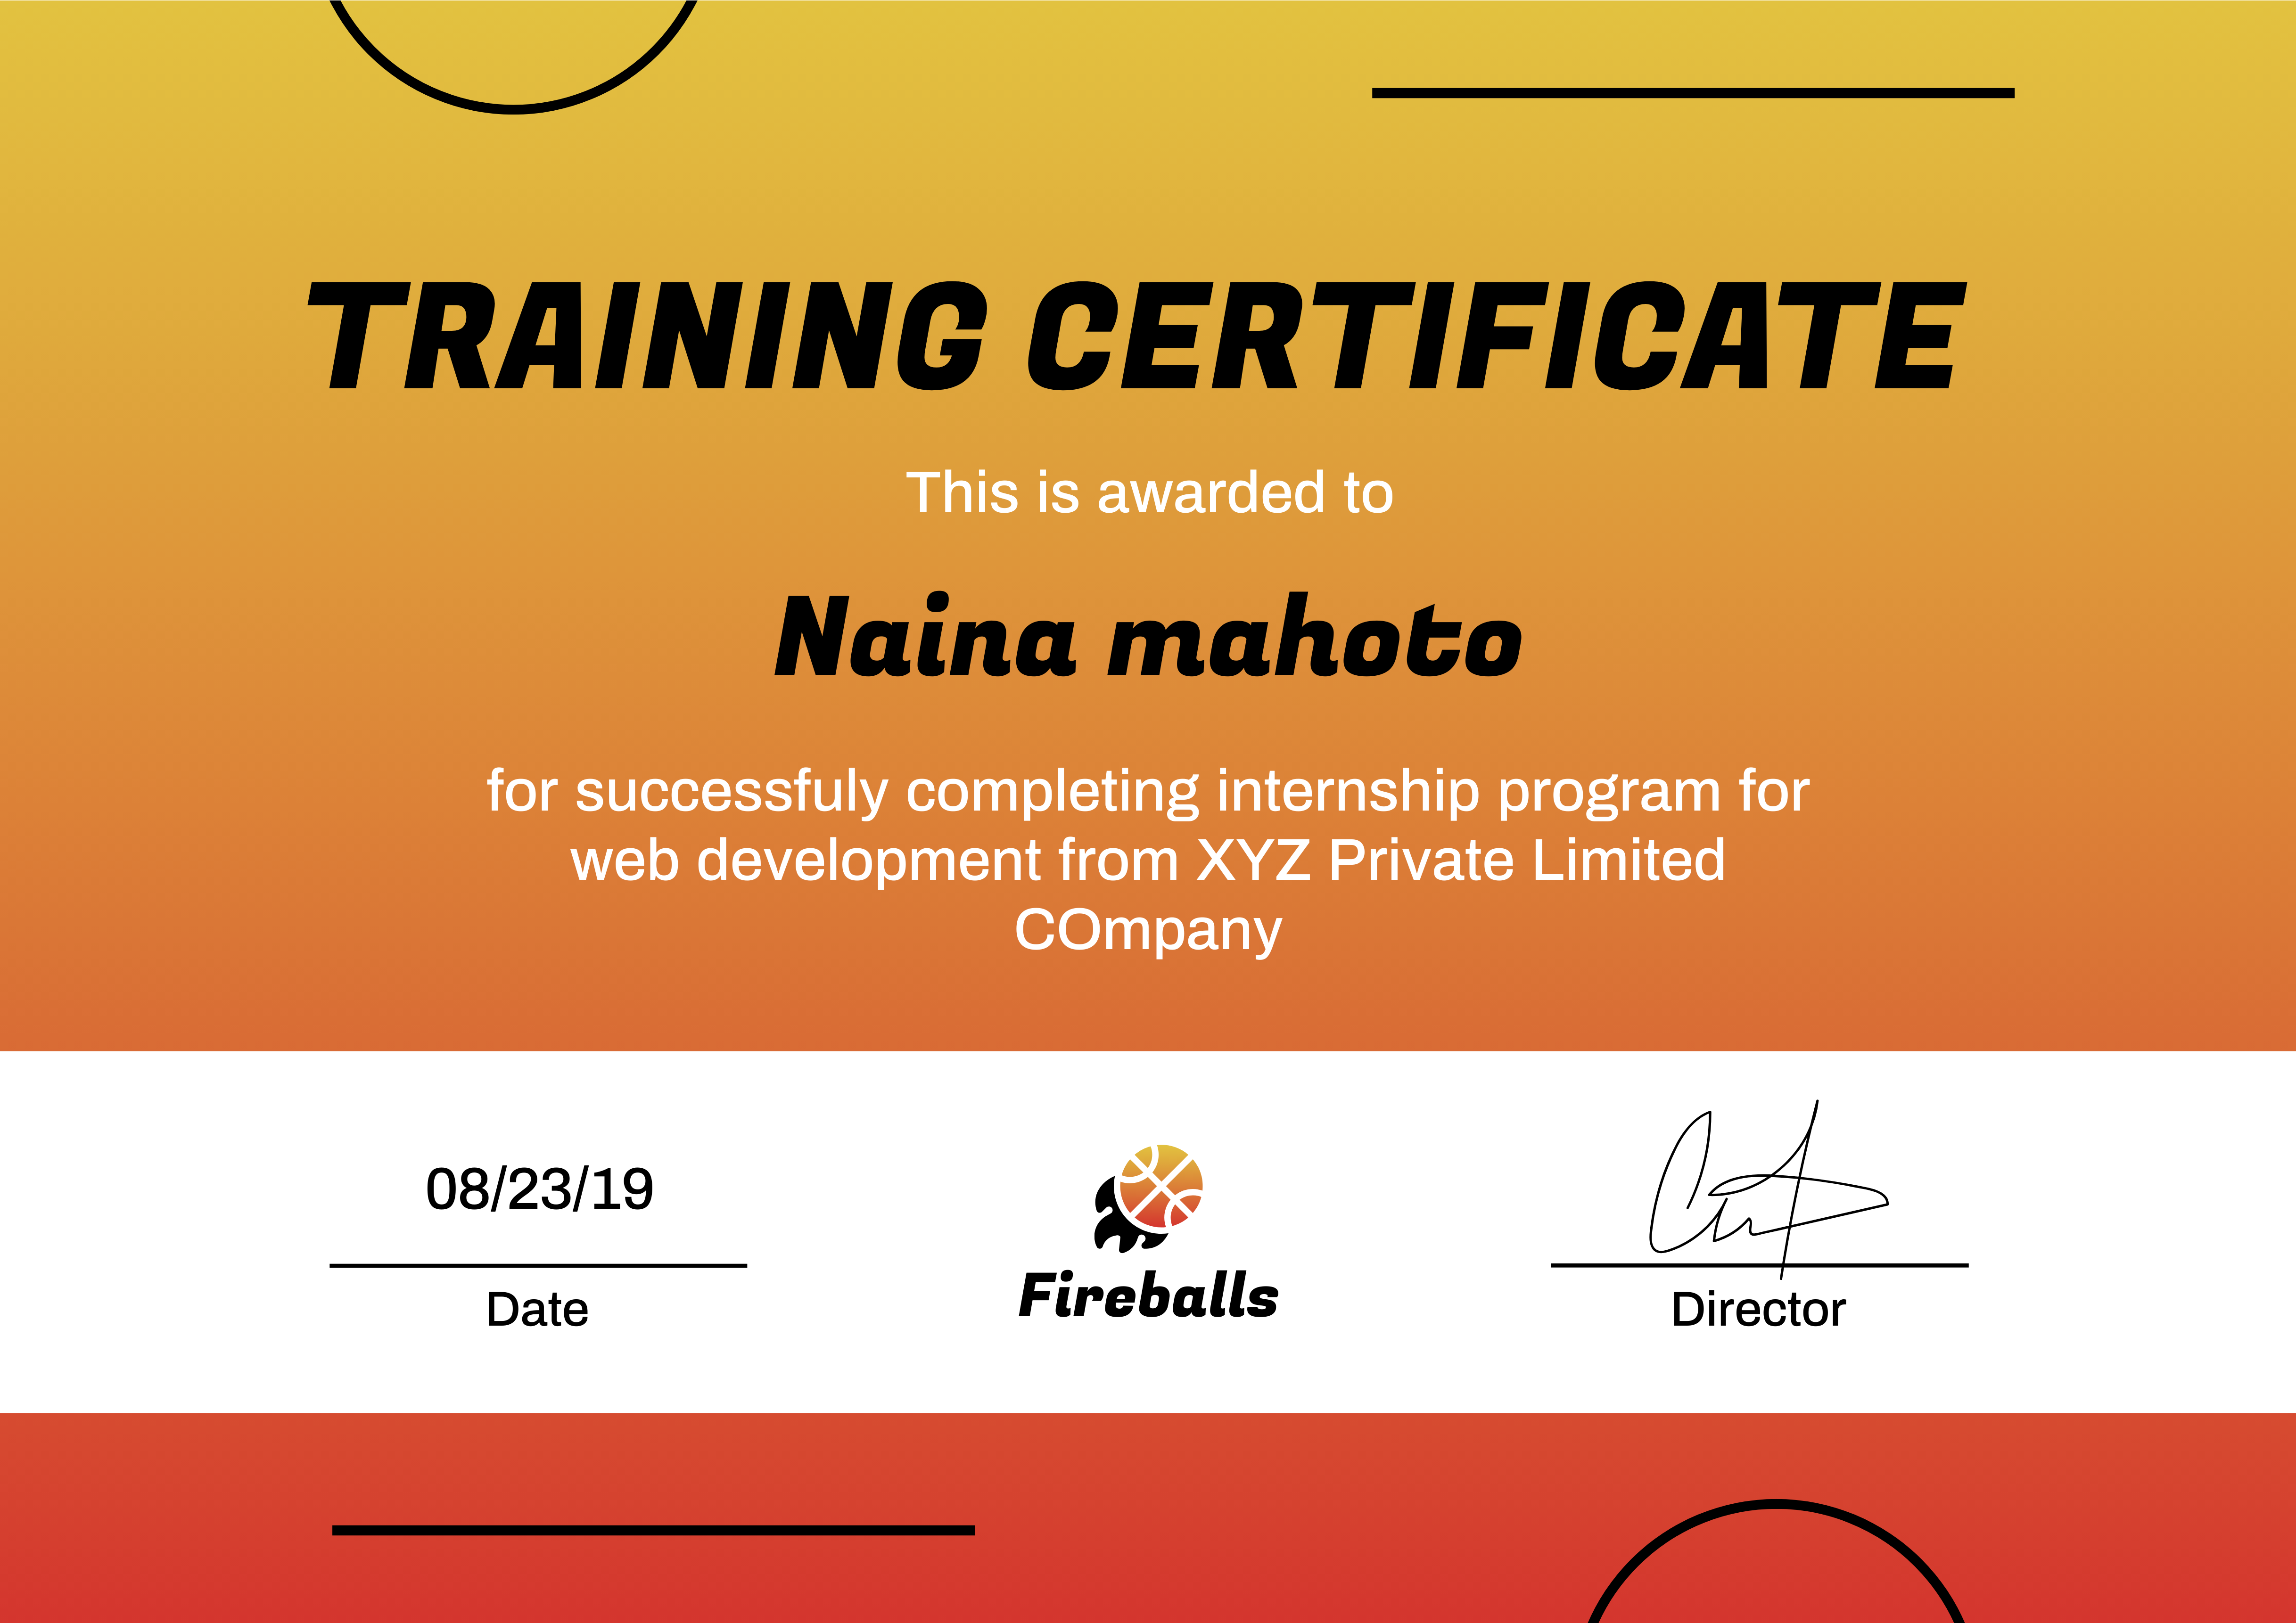 TRAINING CERTIFICATE
This is awarded to
Naina mahoto
for successfuly completing internship program for
web development from XYZ Private Limited
COmpany
08/23/19
Date
Fireballs
Director